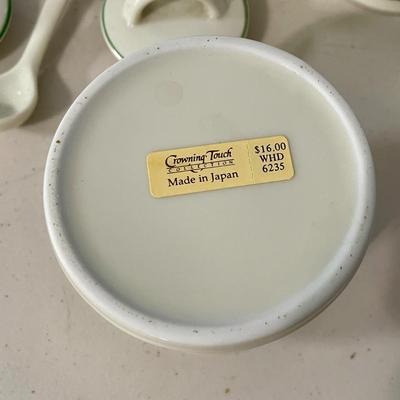 Crowning Touch
COLLECTION
Made in Japan
$16.00
WHD
6235